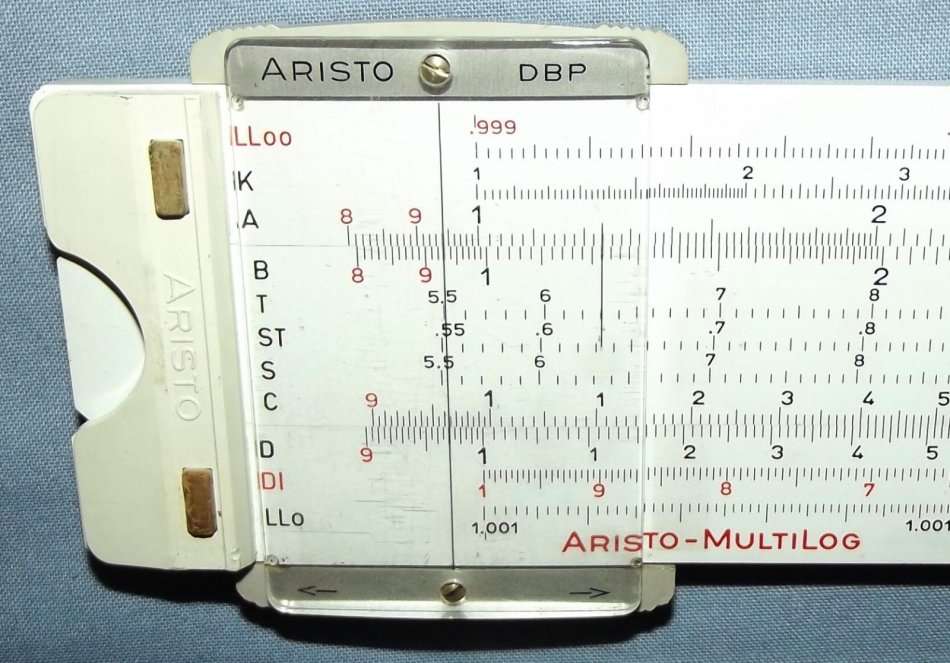 ARISTO DBP
LL00 .999
K 1 2 3
A 8 9 1 2
B 8 9 1 2
T 5.5 6 7 8
ST .55 .6 .7 .8
S 5.5 6 7 8
C 9 1 1 2 3 4 5
D 9 1 1 2 3 4 5
DI 1 9 8 7
LL0 1.001 1.001
ARISTO-MULTILOG
← →
ARISTO